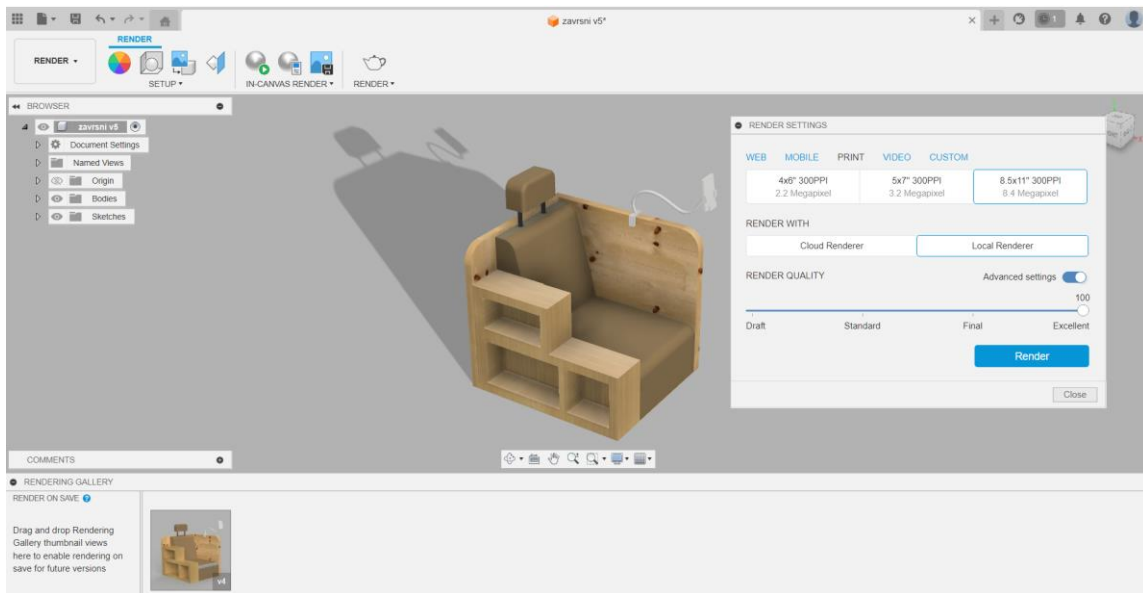 zavrsni v5*
1
RENDER
RENDER
SETUP
IN-CANVAS RENDER
RENDER
BROWSER
zavrsni v5
Document Settings
Named Views
Origin
Bodies
Sketches
COMMENTS
RENDER SETTINGS
WEB MOBILE PRINT VIDEO CUSTOM
4x6" 300PPI 5x7" 300PPI 8.5x11" 300PPI
2.2 Megapixel 3.2 Megapixel 8.4 Megapixel
RENDER WITH
Cloud Renderer Local Renderer
RENDER QUALITY Advanced settings
100
Draft Standard Final Excellent
Render
Close
RENDERING GALLERY
RENDER ON SAVE
Drag and drop Rendering
Gallery thumbnail views
here to enable rendering on
save for future versions
v4